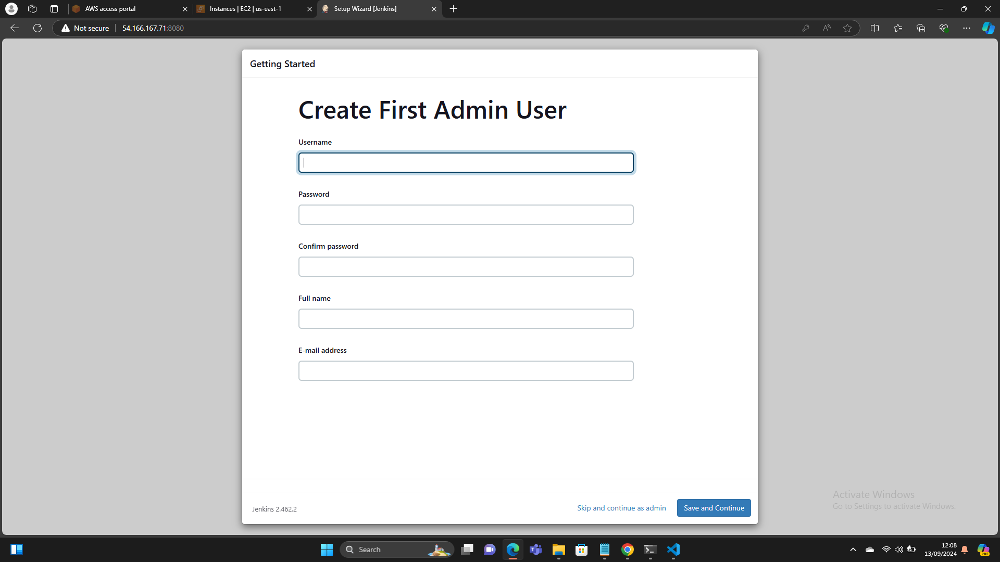 AWS access portal
Instances | EC2 | us-east-1
Setup Wizard [Jenkins]
Not secure
54.166.167.71:8080
Getting Started
Create First Admin User
Username
Password
Confirm password
Full name
E-mail address
Jenkins 2.462.2
Skip and continue as admin
Save and Continue
Activate Windows
Go to Settings to activate Windows.
Search
12:08
13/09/2024
PRE